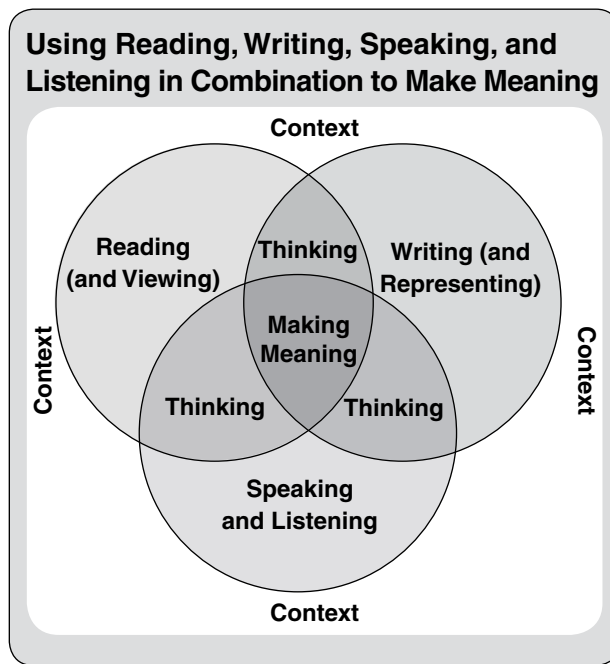 Using Reading, Writing, Speaking, and
Listening in Combination to Make Meaning
Context
Reading
(and Viewing)
Thinking
Writing (and
Representing)
Making
Meaning
Context
Context
Thinking
Thinking
Speaking
and Listening
Context